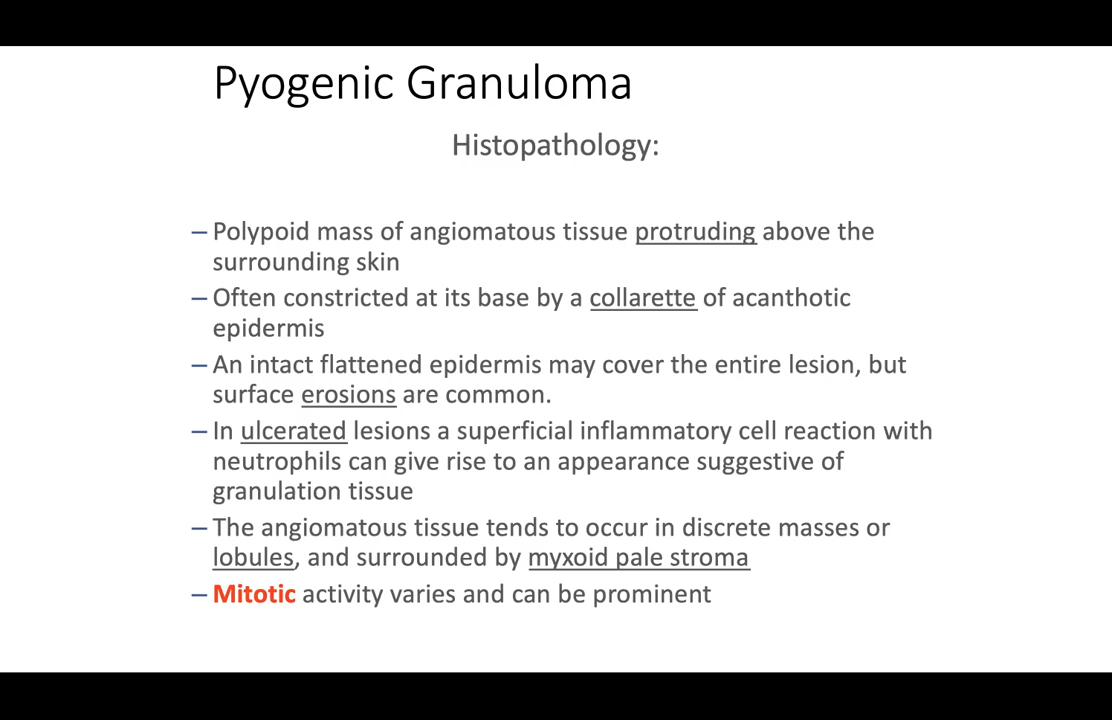 Pyogenic Granuloma
Histopathology:
– Polypoid mass of angiomatous tissue protruding above the
surrounding skin
– Often constricted at its base by a collarette of acanthotic
epidermis
– An intact flattened epidermis may cover the entire lesion, but
surface erosions are common.
– In ulcerated lesions a superficial inflammatory cell reaction with
neutrophils can give rise to an appearance suggestive of
granulation tissue
– The angiomatous tissue tends to occur in discrete masses or
lobules, and surrounded by myxoid pale stroma
– Mitotic activity varies and can be prominent